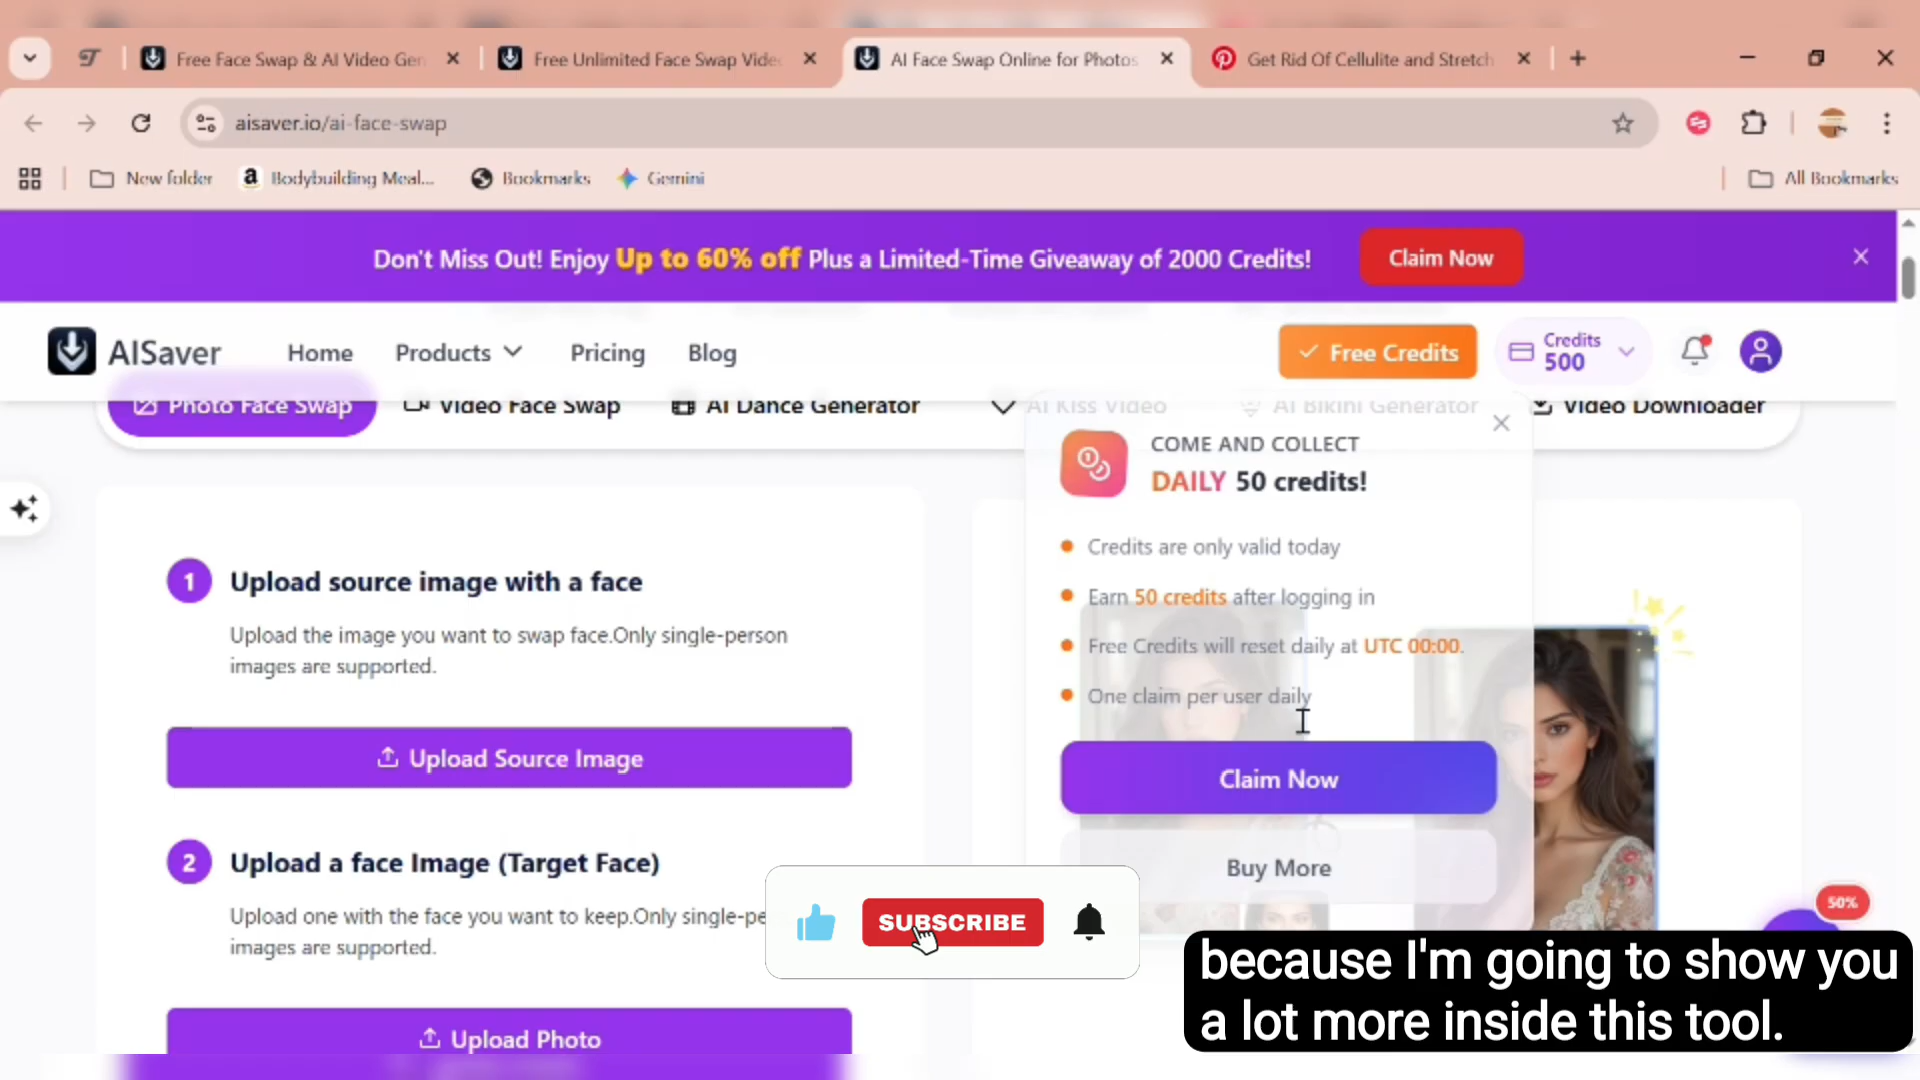 Free Face Swap & AI Video Gen
Free Unlimited Face Swap Vide
AI Face Swap Online for Photos
Get Rid Of Cellulite and Stretch
aisaver.io/ai-face-swap
New folder
Bodybuilding Meal...
Bookmarks
Gemini
All Bookmarks
Don't Miss Out! Enjoy Up to 60% off Plus a Limited-Time Giveaway of 2000 Credits!
Claim Now
AISaver
Home
Products
Pricing
Blog
Free Credits
Credits
500
Photo Face Swap
Video Face Swap
AI Dance Generator
AI Kiss Video
AI Bikini Generator
Video Downloader
COME AND COLLECT
DAILY 50 credits!
Credits are only valid today
Earn 50 credits after logging in
Free Credits will reset daily at UTC 00:00.
One claim per user daily
Claim Now
Buy More
1 Upload source image with a face
Upload the image you want to swap face.Only single-person
images are supported.
Upload Source Image
2 Upload a face Image (Target Face)
Upload one with the face you want to keep.Only single-pe
images are supported.
Upload Photo
SUBSCRIBE
50%
because I'm going to show you
a lot more inside this tool.